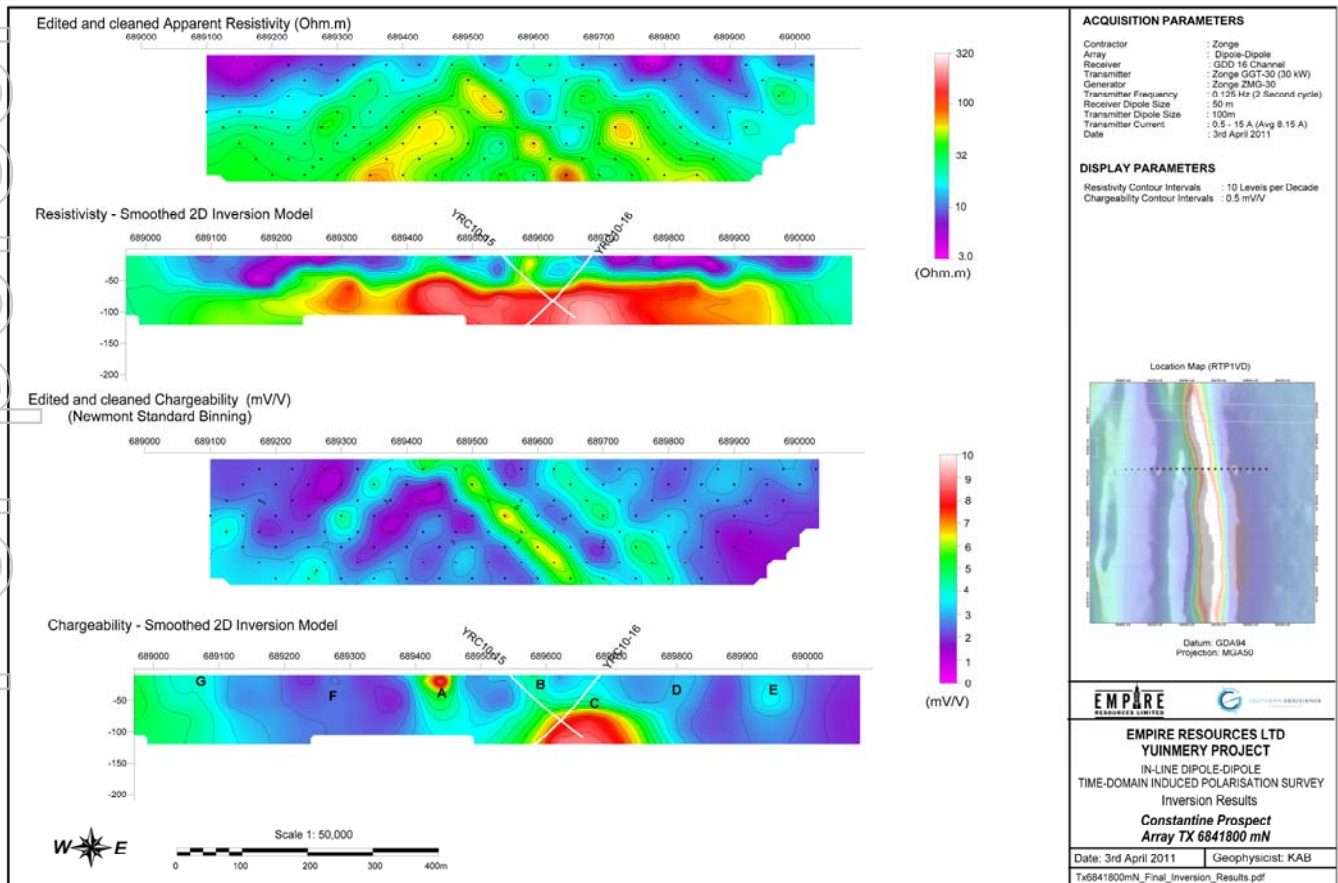 Edited and cleaned Apparent Resistivity (Ohm.m)
689000 689100 689200 689300 689400 689500 689600 689700 689800 689900 690000
320
100
32
10
3.0
(Ohm.m)
Resistivisty - Smoothed 2D Inversion Model
YRC10-15 YRC10-16
689000 689100 689200 689300 689400 689500 689600 689700 689800 689900 690000
-50
-100
-150
-200
Edited and cleaned Chargeability (mV/V)
(Newmont Standard Binning)
689000 689100 689200 689300 689400 689500 689600 689700 689800 689900 690000
10
9
8
7
6
5
4
3
2
1
0
(mV/V)
Chargeability - Smoothed 2D Inversion Model
YRC10-15 YRC10-16
689000 689100 689200 689300 689400 689500 689600 689800 689900 690000
G F A B C D E
-50
-100
-150
-200
W E
Scale 1: 50,000
0 100 200 300 400m
ACQUISITION PARAMETERS
Contractor : Zonge
Array : Dipole-Dipole
Receiver : GDD 16 Channel
Transmitter : Zonge GGT-30 (30 kW)
Generator : Zonge ZMG-30
Transmitter Frequency : 0.125 Hz (2 Second cycle)
Receiver Dipole Size : 50 m
Transmitter Dipole Size : 100m
Transmitter Current : 0.5 - 15 A (Avg 8.15 A)
Date : 3rd April 2011
DISPLAY PARAMETERS
Resistivity Contour Intervals : 10 Levels per Decade
Chargeability Contour Intervals : 0.5 mV/V
Location Map (RTP1VD)
Datum: GDA94
Projection: MGA50
EMPIRE
RESOURCES LIMITED
SOUTHERN GEOSCIENCE
EMPIRE RESOURCES LTD
YUINMERY PROJECT
IN-LINE DIPOLE-DIPOLE
TIME-DOMAIN INDUCED POLARISATION SURVEY
Inversion Results
Constantine Prospect
Array TX 6841800 mN
Date: 3rd April 2011 Geophysicist: KAB
Tx6841800mN_Final_Inversion_Results.pdf